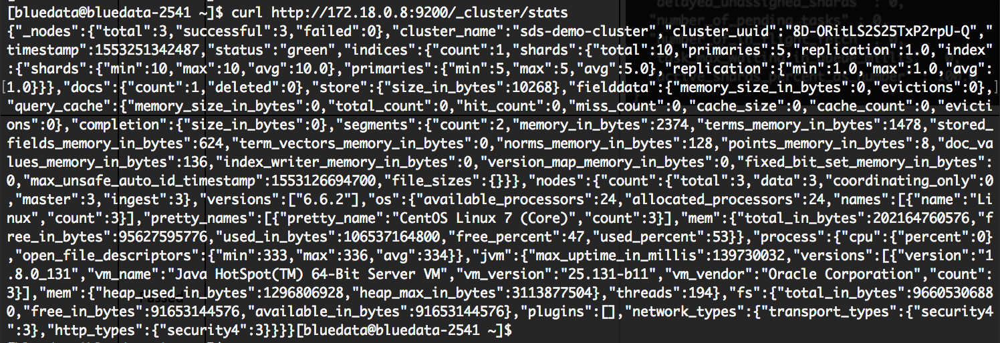 delayed_unassigned_shards" : 0,
[bluedata@bluedata-2541 ~]$ curl http://172.18.0.8:9200/_cluster/stats
"number_of_pending_tasks" : 0,
{"_nodes":{"total":3,"successful":3,"failed":0},"cluster_name":"sds-demo-cluster","cluster_uuid":"8D-ORitLS2S25TxP2rpU-Q","
timestamp":1553251342487,"status":"green","indices":{"count":1,"shards":{"total":10,"primaries":5,"replication":1.0,"index"
:{"shards":{"min":10,"max":10,"avg":10.0},"primaries":{"min":5,"max":5,"avg":5.0},"replication":{"min":1.0,"max":1.0,"avg":
1.0}}},"docs":{"count":1,"deleted":0},"store":{"size_in_bytes":10268},"fielddata":{"memory_size_in_bytes":0,"evictions":0},
"query_cache":{"memory_size_in_bytes":0,"total_count":0,"hit_count":0,"miss_count":0,"cache_size":0,"cache_count":0,"evicti
ons":0},"completion":{"size_in_bytes":0},"segments":{"count":2,"memory_in_bytes":2374,"terms_memory_in_bytes":1478,"stored_
fields_memory_in_bytes":624,"term_vectors_memory_in_bytes":0,"norms_memory_in_bytes":128,"points_memory_in_bytes":8,"doc_va
lues_memory_in_bytes":136,"index_writer_memory_in_bytes":0,"version_map_memory_in_bytes":0,"fixed_bit_set_memory_in_bytes":
0,"max_unsafe_auto_id_timestamp":1553126694700,"file_sizes":{}}},"nodes":{"count":{"total":3,"data":3,"coordinating_only":0
,"master":3,"ingest":3},"versions":["6.6.2"],"os":{"available_processors":24,"allocated_processors":24,"names":[{"name":"Li
nux","count":3}],"pretty_names":[{"pretty_name":"CentOS Linux 7 (Core)","count":3}],"mem":{"total_in_bytes":202164760576,"f
ree_in_bytes":95627595776,"used_in_bytes":106537164800,"free_percent":47,"used_percent":53}},"process":{"cpu":{"percent":0}
,"open_file_descriptors":{"min":333,"max":336,"avg":334}},"jvm":{"max_uptime_in_millis":139730032,"versions":[{"version":"1
.8.0_131","vm_name":"Java HotSpot(TM) 64-Bit Server VM","vm_version":"25.131-b11","vm_vendor":"Oracle Corporation","count":
3}],"mem":{"heap_used_in_bytes":1296806928,"heap_max_in_bytes":3113877504},"threads":194},"fs":{"total_in_bytes":9660530688
0,"free_in_bytes":91653144576,"available_in_bytes":91653144576},"plugins":[],"network_types":{"transport_types":{"security4
":3},"http_types":{"security4":3}}}}[bluedata@bluedata-2541 ~]$